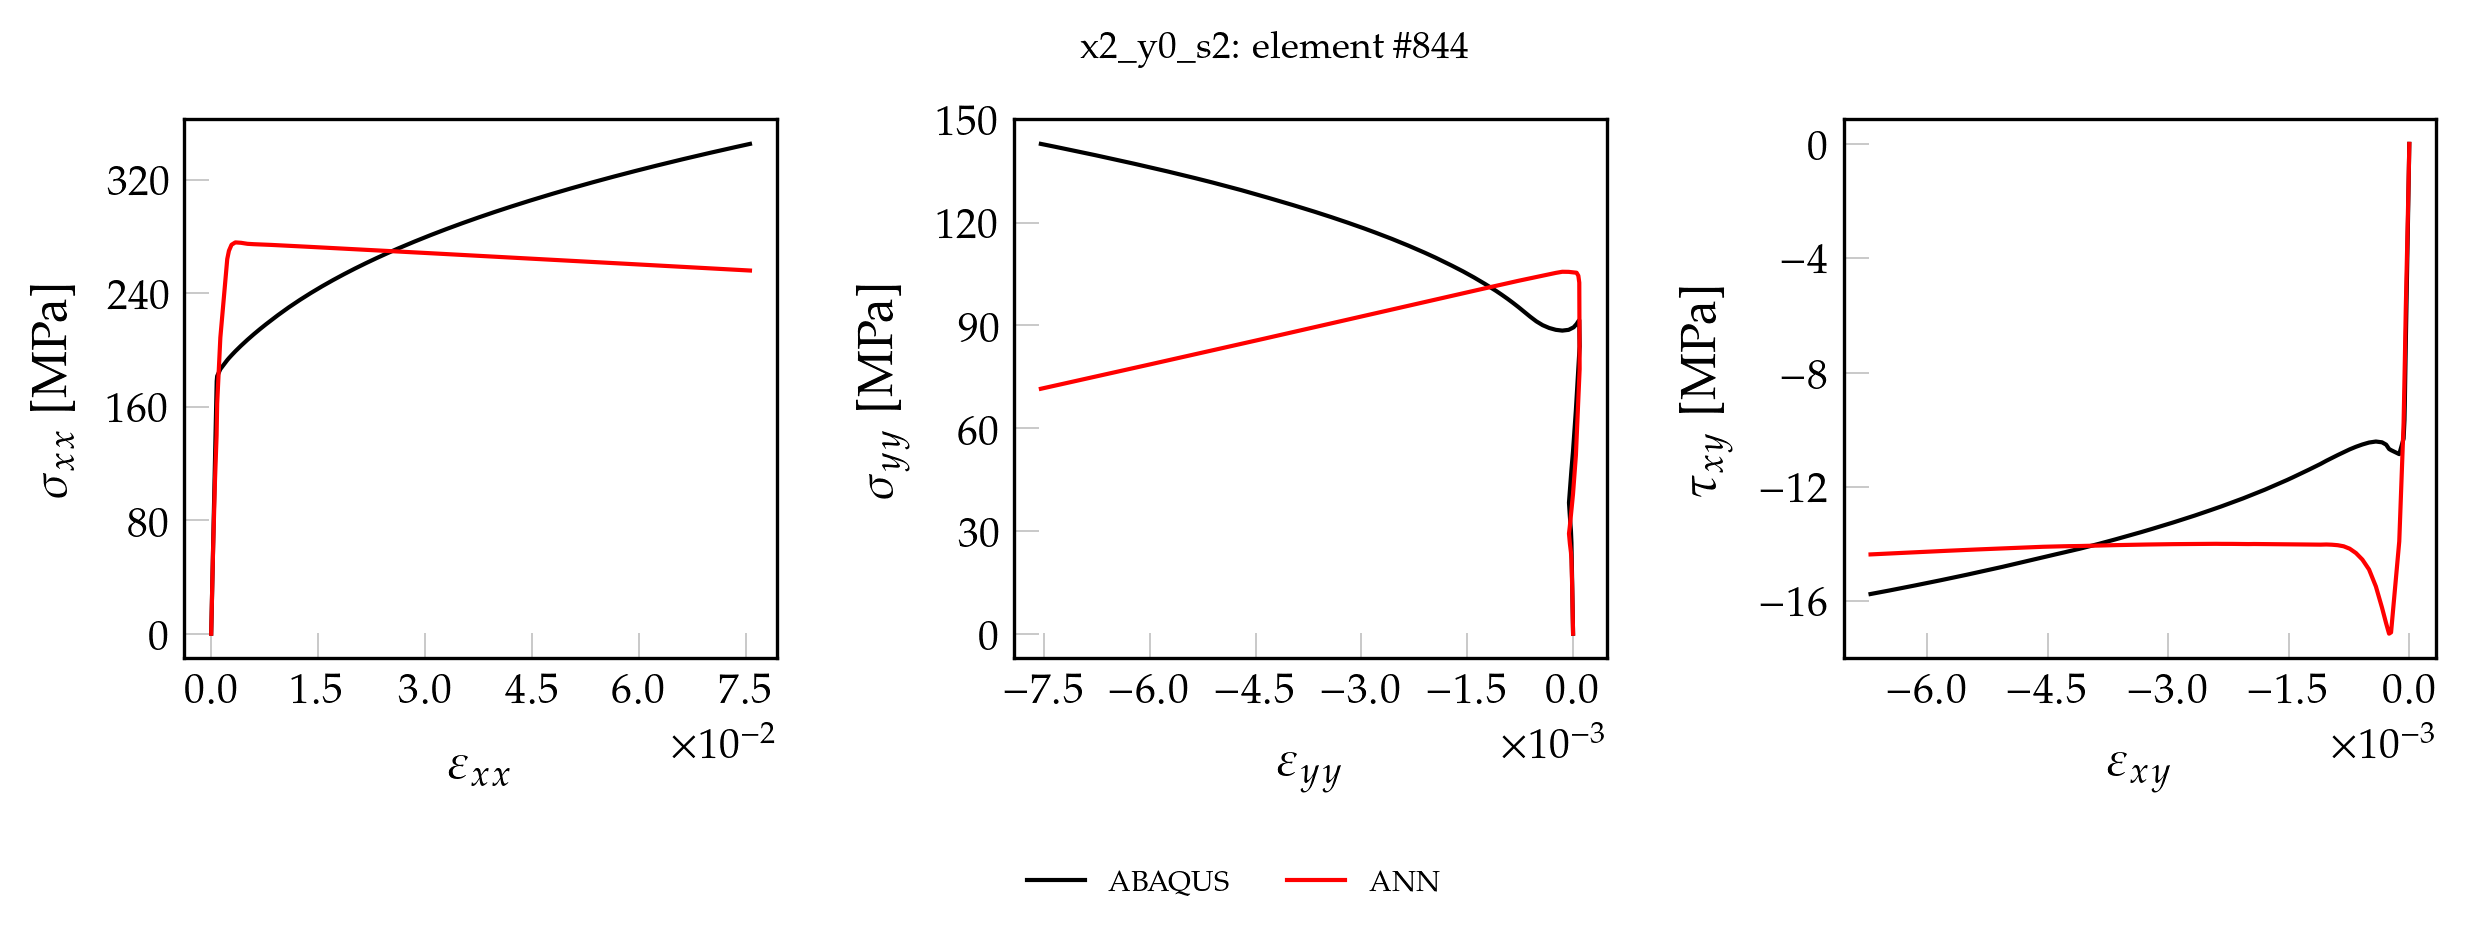 x2_y0_s2: element #844
σxx [MPa]
320
240
160
80
0
0.0 1.5 3.0 4.5 6.0 7.5
×10−2
εxx
σyy [MPa]
150
120
90
60
30
0
−7.5 −6.0 −4.5 −3.0 −1.5 0.0
×10−3
εyy
τxy [MPa]
0
−4
−8
−12
−16
−6.0 −4.5 −3.0 −1.5 0.0
×10−3
εxy
ABAQUS ANN